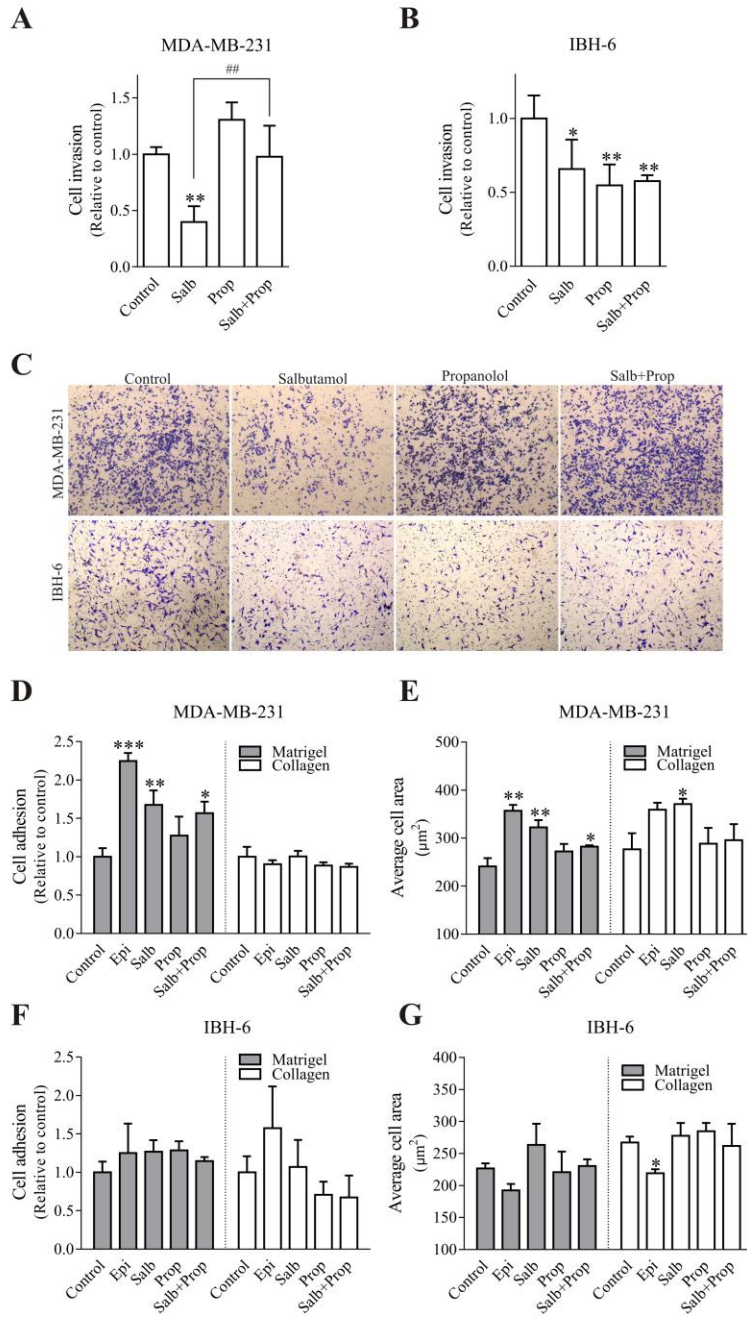 A
MDA-MB-231
##
Cell invasion
(Relative to control)
1.5
1.0
0.5
0.0
**
Control
Salb
Prop
Salb+Prop
B
IBH-6
Cell invasion
(Relative to control)
1.5
1.0
0.5
0.0
*
**
**
Control
Salb
Prop
Salb+Prop
C
Control Salbutamol Propanolol Salb+Prop
MDA-MB-231
IBH-6
D
MDA-MB-231
Matrigel
Collagen
Cell adhesion
(Relative to control)
2.5
2.0
1.5
1.0
0.5
0.0
***
**
*
Control
Epi
Salb
Prop
Salb+Prop
Control
Epi
Salb
Prop
Salb+Prop
E
MDA-MB-231
Matrigel
Collagen
Average cell area
(µm²)
500
400
300
200
100
**
**
*
*
Control
Epi
Salb
Prop
Salb+Prop
Control
Epi
Salb
Prop
Salb+Prop
F
IBH-6
Matrigel
Collagen
Cell adhesion
(Relative to control)
2.5
2.0
1.5
1.0
0.5
0.0
Control
Epi
Salb
Prop
Salb+Prop
Control
Epi
Salb
Prop
Salb+Prop
G
IBH-6
Matrigel
Collagen
Average cell area
(µm²)
400
350
300
250
200
150
100
*
Control
Epi
Salb
Prop
Salb+Prop
Control
Epi
Salb
Prop
Salb+Prop